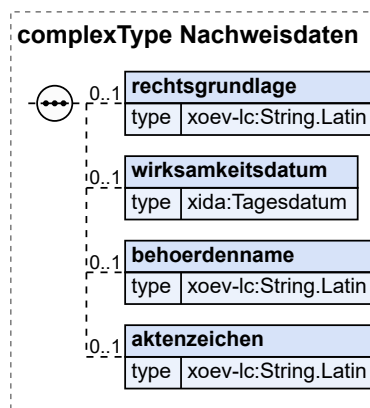 complexType Nachweisdaten
0..1 rechtsgrundlage
type xoev-lc:String.Latin
0..1 wirksamkeitsdatum
type xida:Tagesdatum
0..1 behoerdenname
type xoev-lc:String.Latin
0..1 aktenzeichen
type xoev-lc:String.Latin